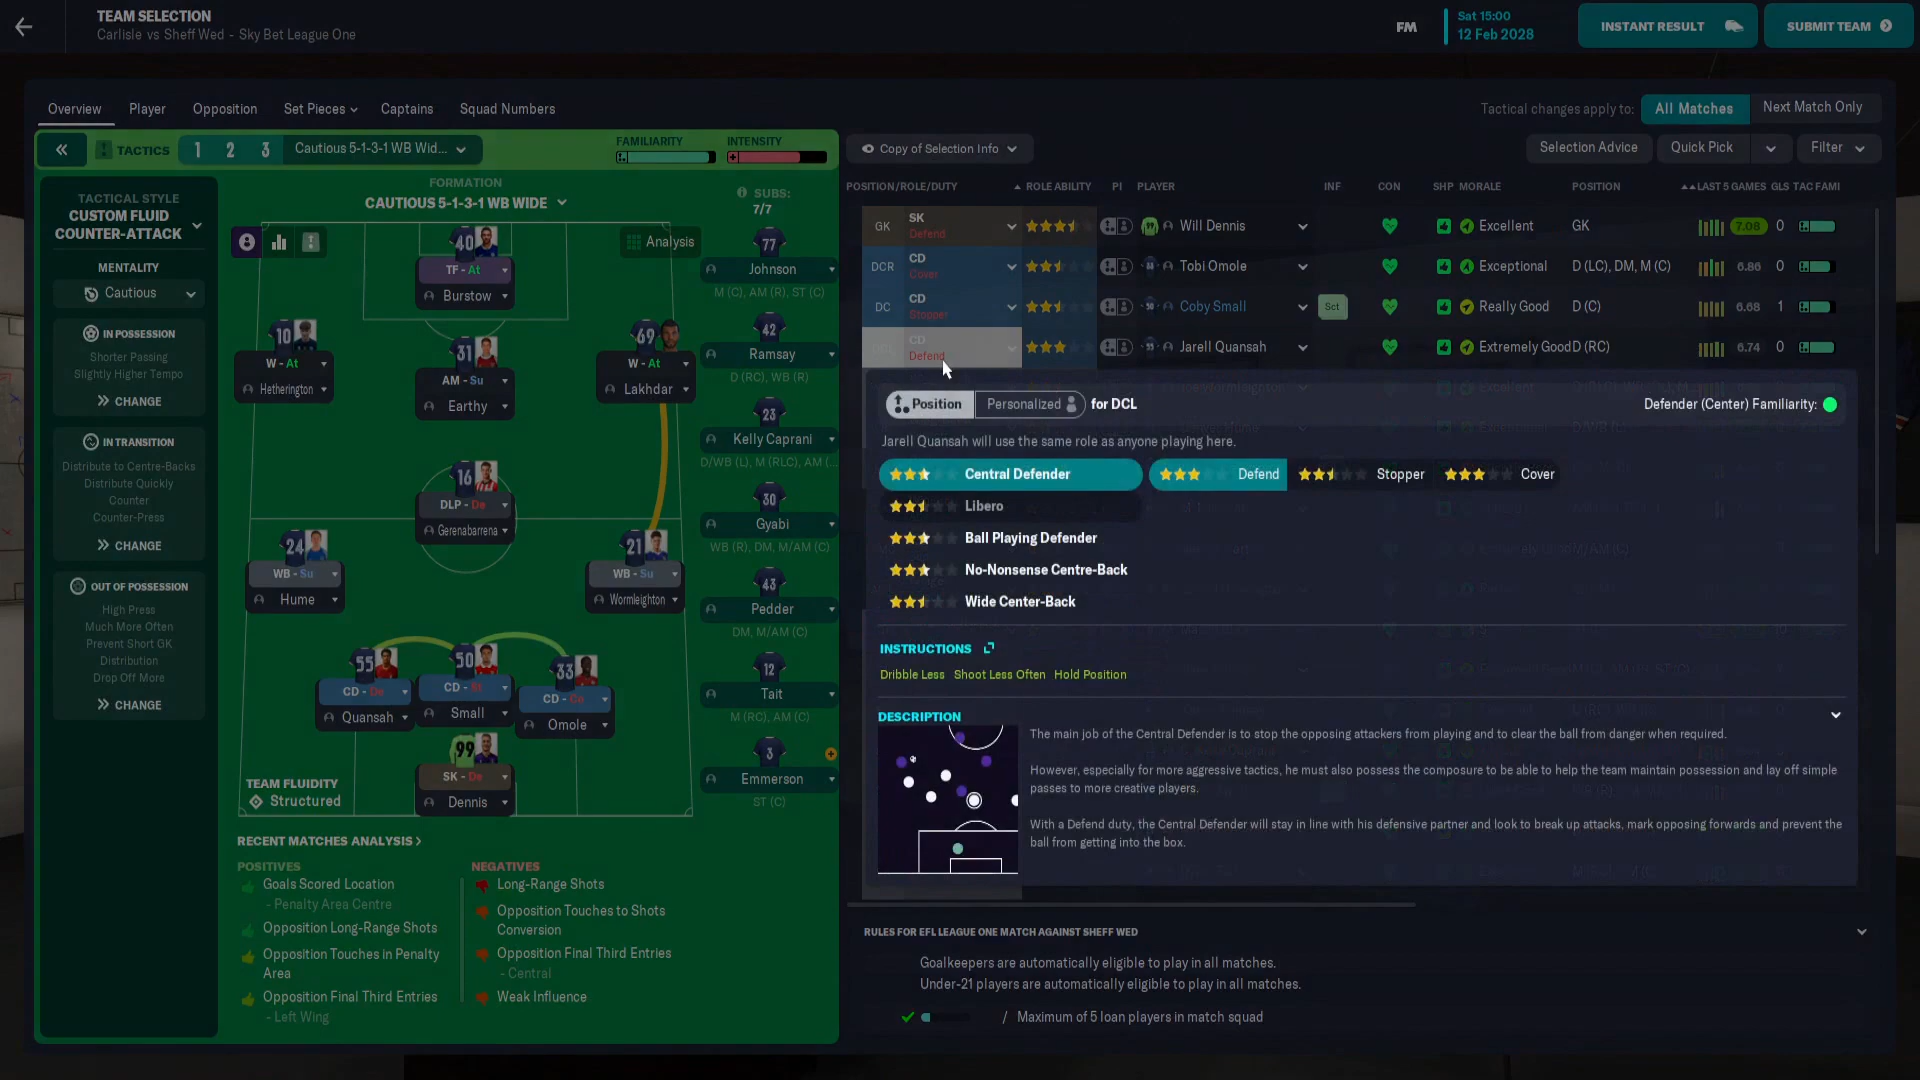 TEAM SELECTION
Carlisle vs Sheff Wed - Sky Bet League One
FM
Sat 15:00
12 Feb 2028
INSTANT RESULT
SUBMIT TEAM
Overview
Player
Opposition
Set Pieces
Captains
Squad Numbers
Tactical changes apply to:
All Matches
Next Match Only
TACTICS
1 2 3
Cautious 5-1-3-1 WB Wid...
FAMILIARITY
INTENSITY
Copy of Selection Info
Selection Advice
Quick Pick
Filter
TACTICAL STYLE
CUSTOM FLUID
COUNTER-ATTACK
MENTALITY
Cautious
IN POSSESSION
Shorter Passing
Slightly Higher Tempo
CHANGE
IN TRANSITION
Distribute to Centre-Backs
Distribute Quickly
Counter
Counter-Press
CHANGE
OUT OF POSSESSION
High Press
Much More Often
Prevent Short GK
Distribution
Drop Off More
CHANGE
FORMATION
CAUTIOUS 5-1-3-1 WB WIDE
Analysis
40
TF - At
Burstow
10
W - At
Hetherington
31
AM - Su
Earthy
69
W - At
Lakhdar
16
DLP - De
Gerenabarrena
24
WB - Su
Hume
21
WB - Su
Wormleighton
55
CD - De
Quansah
50
CD - St
Small
33
CD - Co
Omole
99
SK - De
Dennis
TEAM FLUIDITY
Structured
SUBS:
7/7
77
Johnson
M (C), AM (R), ST (C)
42
Ramsay
D (RC), WB (R)
23
Kelly Caprani
D/WB (L), M (RLC), AM (...
30
Gyabi
WB (R), DM, M/AM (C)
43
Pedder
DM, M/AM (C)
12
Tait
M (RC), AM (C)
3
Emmerson
ST (C)
RECENT MATCHES ANALYSIS
POSITIVES
Goals Scored Location
- Penalty Area Centre
Opposition Long-Range Shots
Opposition Touches in Penalty
Area
Opposition Final Third Entries
- Left Wing
NEGATIVES
Long-Range Shots
Opposition Touches to Shots
Conversion
Opposition Final Third Entries
- Central
Weak Influence
POSITION/ROLE/DUTY ROLE ABILITY PI PLAYER INF CON SHP MORALE POSITION LAST 5 GAMES GLS TAC FAMI
GK SK Defend Will Dennis Excellent GK 7.08 0
DCR CD Cover Tobi Omole Exceptional D (LC), DM, M (C) 6.86 0
DC CD Stopper Coby Small Sct Really Good D (C) 6.68 1
CD Defend Jarell Quansah Extremely Good D (RC) 6.74 0
Position
Personalized
for DCL
Defender (Center) Familiarity:
Jarell Quansah will use the same role as anyone playing here.
Central Defender
Defend
Stopper
Cover
Libero
Ball Playing Defender
No-Nonsense Centre-Back
Wide Center-Back
INSTRUCTIONS
Dribble Less Shoot Less Often Hold Position
DESCRIPTION
The main job of the Central Defender is to stop the opposing attackers from playing and to clear the ball from danger when required.
However, especially for more aggressive tactics, he must also possess the composure to be able to help the team maintain possession and lay off simple
passes to more creative players.
With a Defend duty, the Central Defender will stay in line with his defensive partner and look to break up attacks, mark opposing forwards and prevent the
ball from getting into the box.
RULES FOR EFL LEAGUE ONE MATCH AGAINST SHEFF WED
Goalkeepers are automatically eligible to play in all matches.
Under-21 players are automatically eligible to play in all matches.
/ Maximum of 5 loan players in match squad